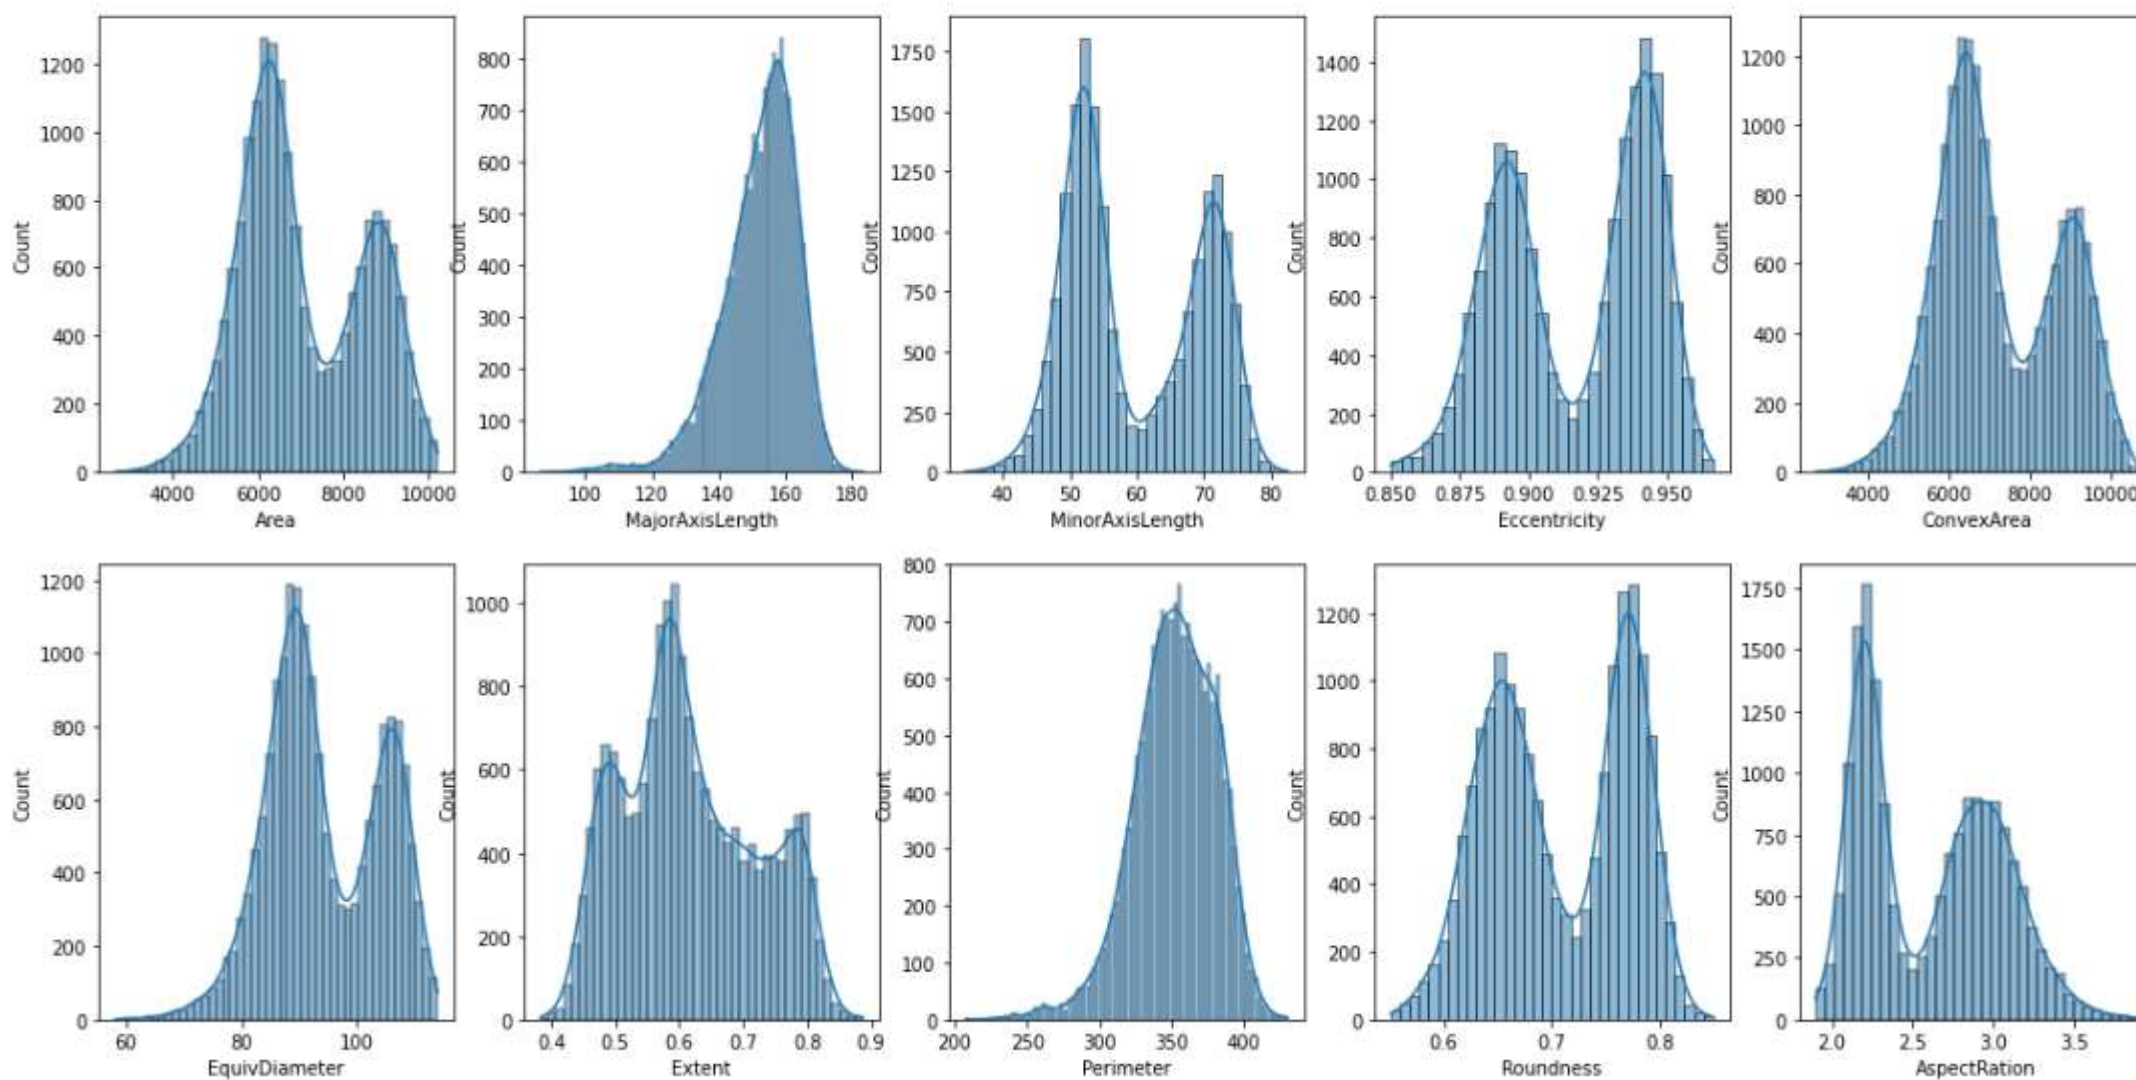 Count
1200
1000
800
600
400
200
0
4000 6000 8000 10000
Area
Count
800
700
600
500
400
300
200
100
0
100 120 140 160 180
MajorAxisLength
Count
1750
1500
1250
1000
750
500
250
0
40 50 60 70 80
MinorAxisLength
Count
1400
1200
1000
800
600
400
200
0
0.850 0.875 0.900 0.925 0.950
Eccentricity
Count
1200
1000
800
600
400
200
0
4000 6000 8000 10000
ConvexArea
Count
1200
1000
800
600
400
200
0
60 80 100
EquivDiameter
Count
1000
800
600
400
200
0
0.4 0.5 0.6 0.7 0.8 0.9
Extent
Count
800
700
600
500
400
300
200
100
0
200 250 300 350 400
Perimeter
Count
1200
1000
800
600
400
200
0
0.6 0.7 0.8
Roundness
Count
1750
1500
1250
1000
750
500
250
0
2.0 2.5 3.0 3.5
AspectRation